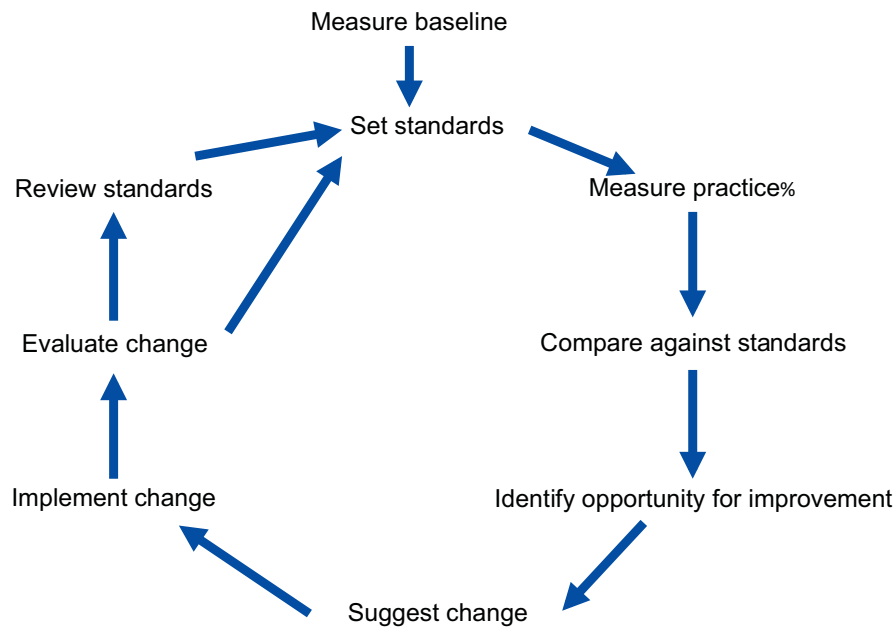 Measure baseline
Set standards
Measure practice%
Compare against standards
Identify opportunity for improvement
Suggest change
Implement change
Evaluate change
Review standards